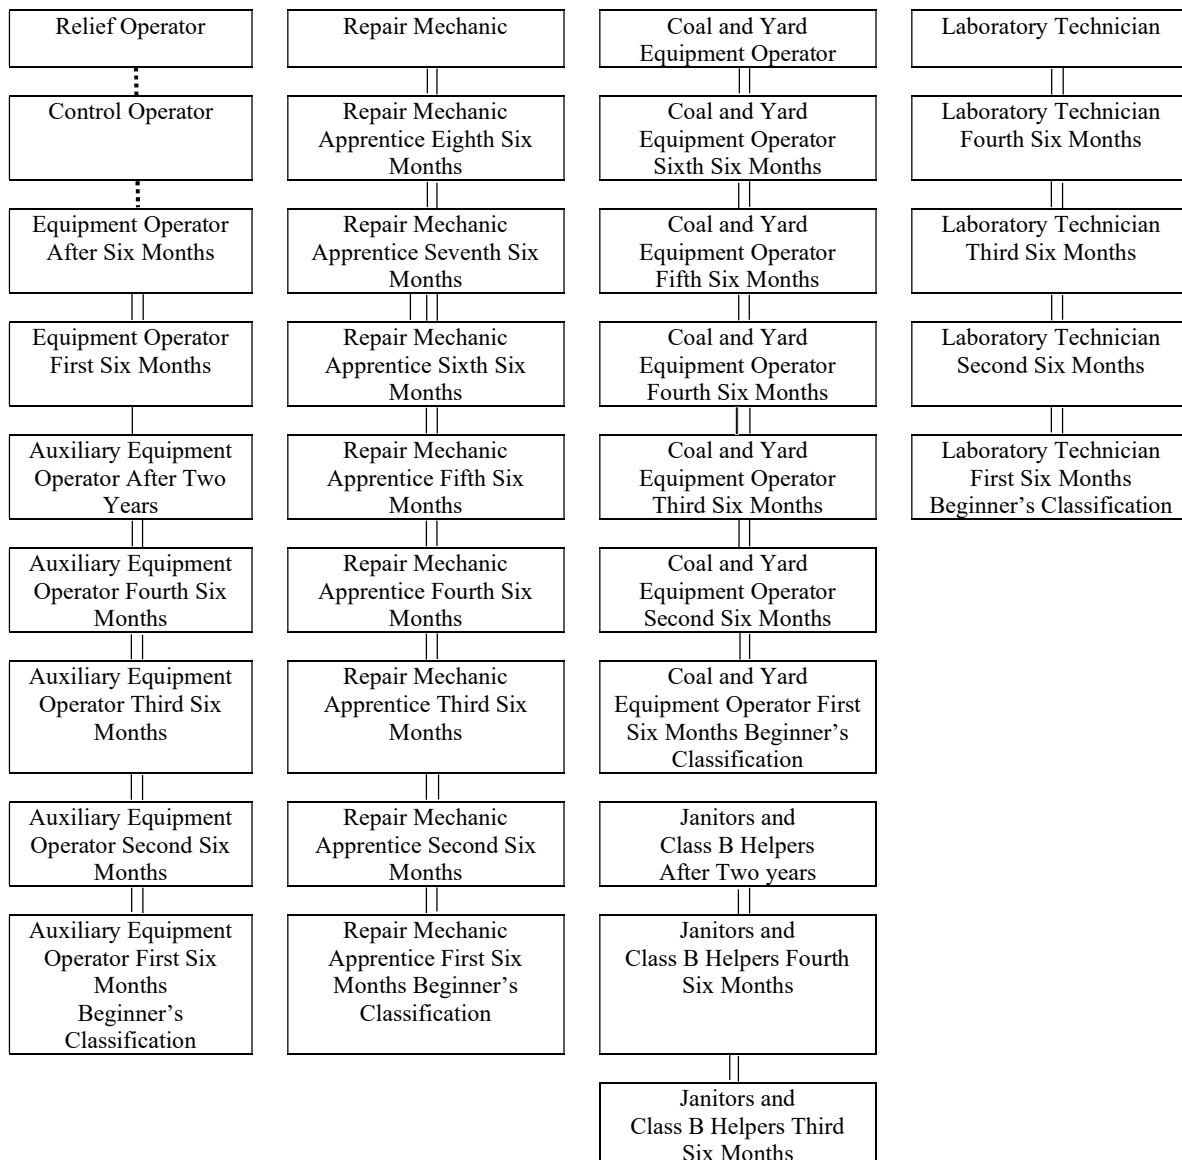 Relief Operator
Control Operator
Equipment Operator
After Six Months
Equipment Operator
First Six Months
Auxiliary Equipment
Operator After Two
Years
Auxiliary Equipment
Operator Fourth Six
Months
Auxiliary Equipment
Operator Third Six
Months
Auxiliary Equipment
Operator Second Six
Months
Auxiliary Equipment
Operator First Six
Months
Beginner’s
Classification
Repair Mechanic
Repair Mechanic
Apprentice Eighth Six
Months
Repair Mechanic
Apprentice Seventh Six
Months
Repair Mechanic
Apprentice Sixth Six
Months
Repair Mechanic
Apprentice Fifth Six
Months
Repair Mechanic
Apprentice Fourth Six
Months
Repair Mechanic
Apprentice Third Six
Months
Repair Mechanic
Apprentice Second Six
Months
Repair Mechanic
Apprentice First Six
Months Beginner’s
Classification
Coal and Yard
Equipment Operator
Coal and Yard
Equipment Operator
Sixth Six Months
Coal and Yard
Equipment Operator
Fifth Six Months
Coal and Yard
Equipment Operator
Fourth Six Months
Coal and Yard
Equipment Operator
Third Six Months
Coal and Yard
Equipment Operator
Second Six Months
Coal and Yard
Equipment Operator First
Six Months Beginner’s
Classification
Janitors and
Class B Helpers
After Two years
Janitors and
Class B Helpers Fourth
Six Months
Janitors and
Class B Helpers Third
Six Months
Laboratory Technician
Laboratory Technician
Fourth Six Months
Laboratory Technician
Third Six Months
Laboratory Technician
Second Six Months
Laboratory Technician
First Six Months
Beginner’s Classification